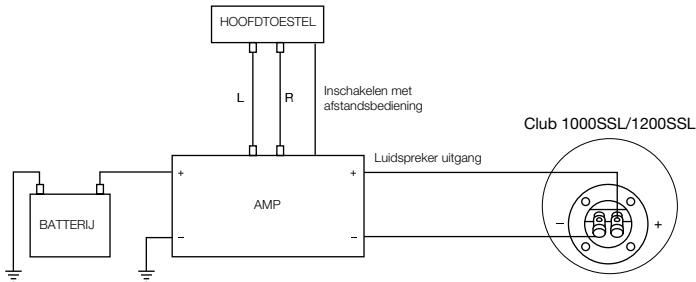 HOOFDTOESTEL
L
R
Inschakelen met
afstandsbediening
Club 1000SSL/1200SSL
Luidspreker uitgang
+
+
AMP
BATTERIJ
–
–
–
+